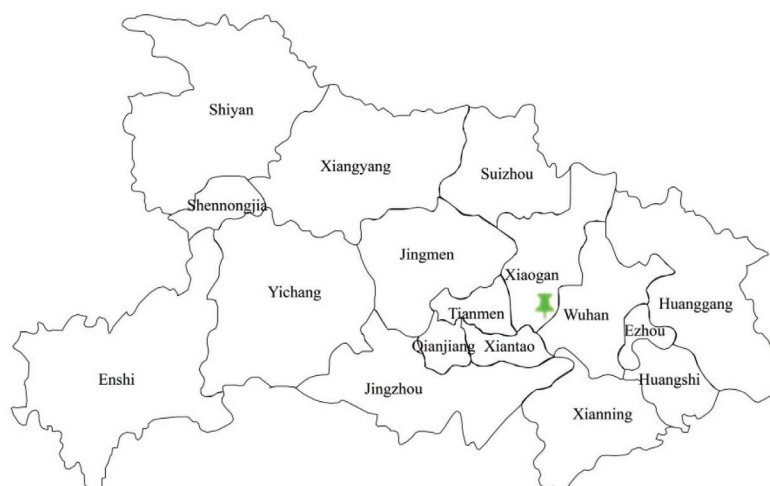 Shiyan
Xiangyang
Suizhou
Shennongjia
Jingmen
Xiaogan
Yichang
Huanggang
Tianmen
Wuhan
Ezhou
Qianjiang
Xiantao
Enshi
Jingzhou
Huangshi
Xianning